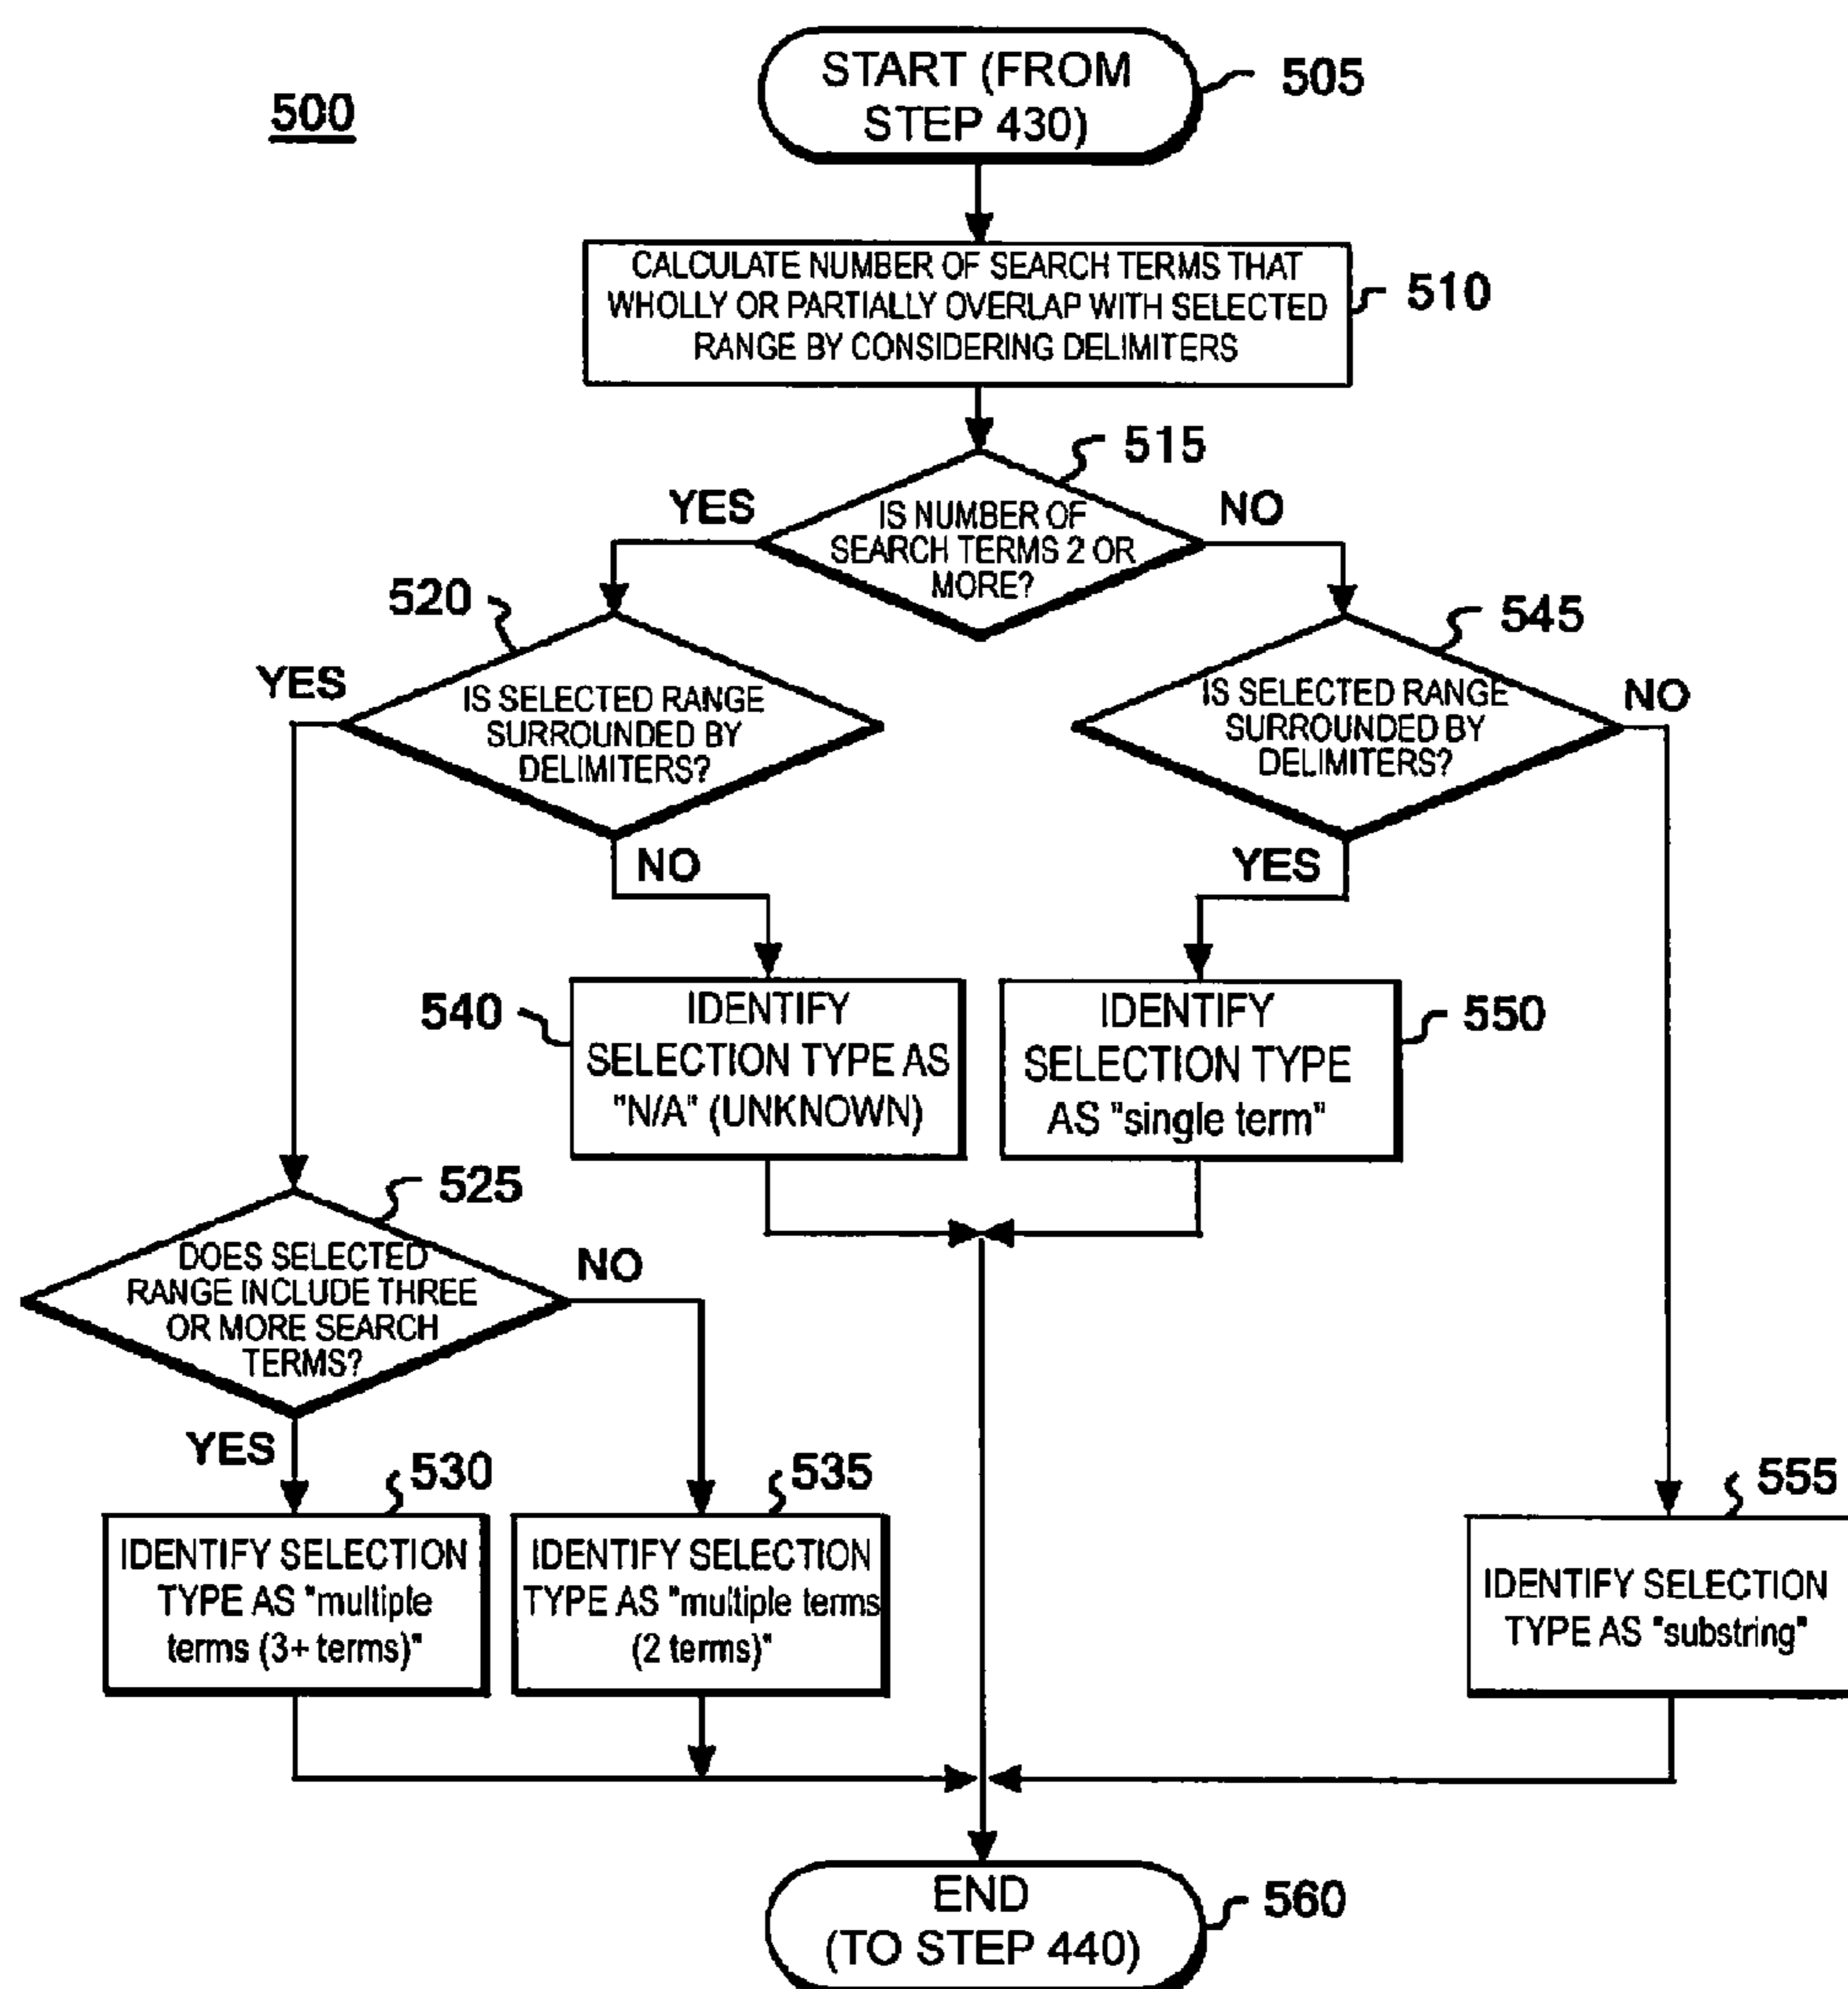 500
START (FROM
STEP 430)
505
CALCULATE NUMBER OF SEARCH TERMS THAT
WHOLLY OR PARTIALLY OVERLAP WITH SELECTED
RANGE BY CONSIDERING DELIMITERS
510
515
YES
NO
IS NUMBER OF
SEARCH TERMS 2 OR
MORE?
520
545
YES
IS SELECTED RANGE
SURROUNDED BY
DELIMITERS?
NO
IS SELECTED RANGE
SURROUNDED BY
DELIMITERS?
NO
YES
540
IDENTIFY
SELECTION TYPE AS
"N/A" (UNKNOWN)
IDENTIFY
SELECTION TYPE
AS "single term"
550
525
DOES SELECTED
RANGE INCLUDE THREE
OR MORE SEARCH
TERMS?
NO
YES
530
535
555
IDENTIFY SELECTION
TYPE AS "multiple
terms (3+ terms)"
IDENTIFY SELECTION
TYPE AS "multiple terms
(2 terms)"
IDENTIFY SELECTION
TYPE AS "substring"
END
(TO STEP 440)
560